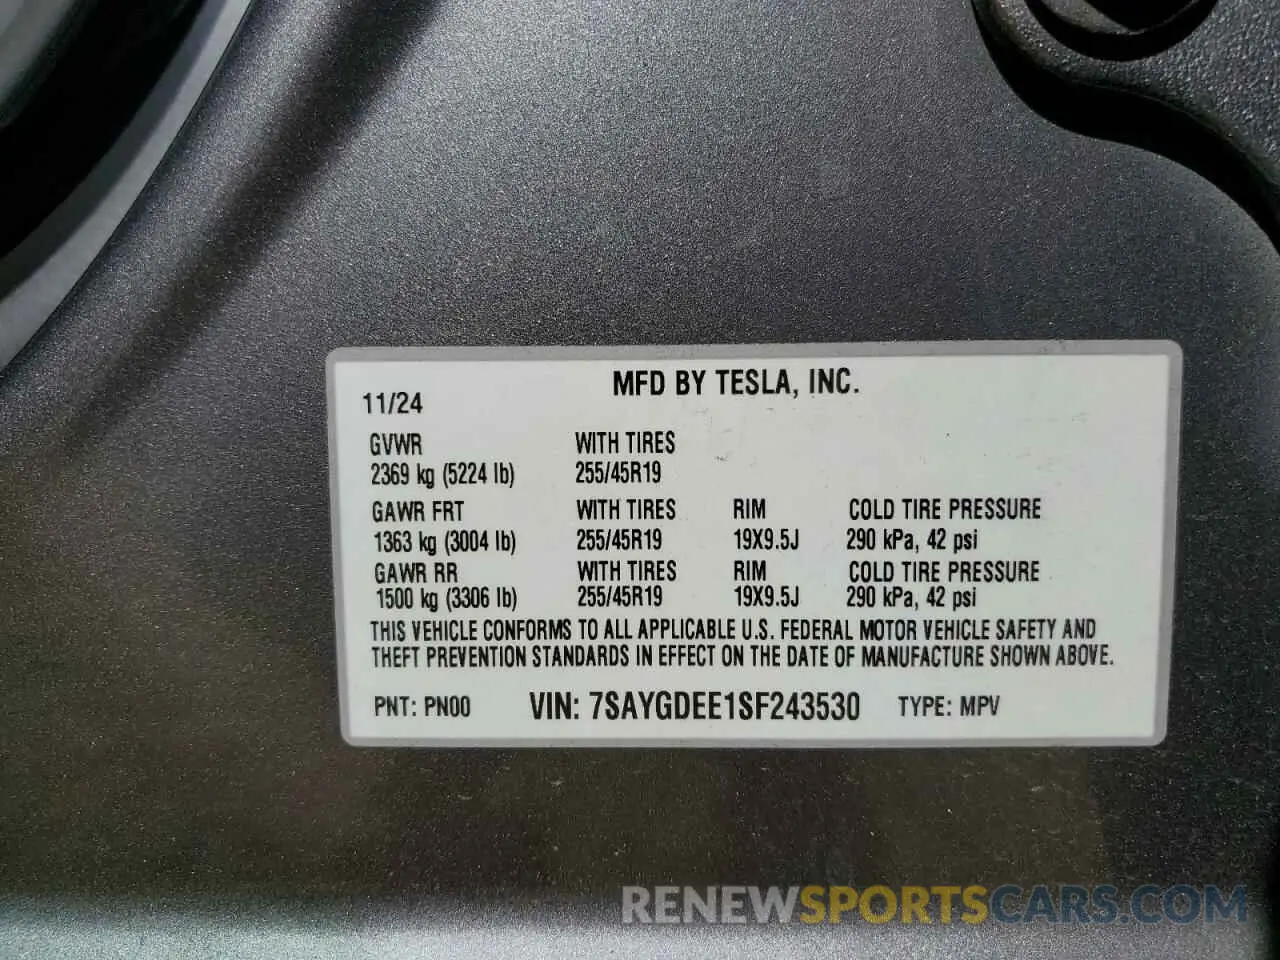 MFD BY TESLA, INC.
11/24
GVWR WITH TIRES
2369 kg (5224 lb) 255/45R19
GAWR FRT WITH TIRES RIM COLD TIRE PRESSURE
1363 kg (3004 lb) 255/45R19 19X9.5J 290 kPa, 42 psi
GAWR RR WITH TIRES RIM COLD TIRE PRESSURE
1500 kg (3306 lb) 255/45R19 19X9.5J 290 kPa, 42 psi
THIS VEHICLE CONFORMS TO ALL APPLICABLE U.S. FEDERAL MOTOR VEHICLE SAFETY AND
THEFT PREVENTION STANDARDS IN EFFECT ON THE DATE OF MANUFACTURE SHOWN ABOVE.
PNT: PN00 VIN: 7SAYGDEE1SF243530 TYPE: MPV
RENEWSPORTSCARS.COM